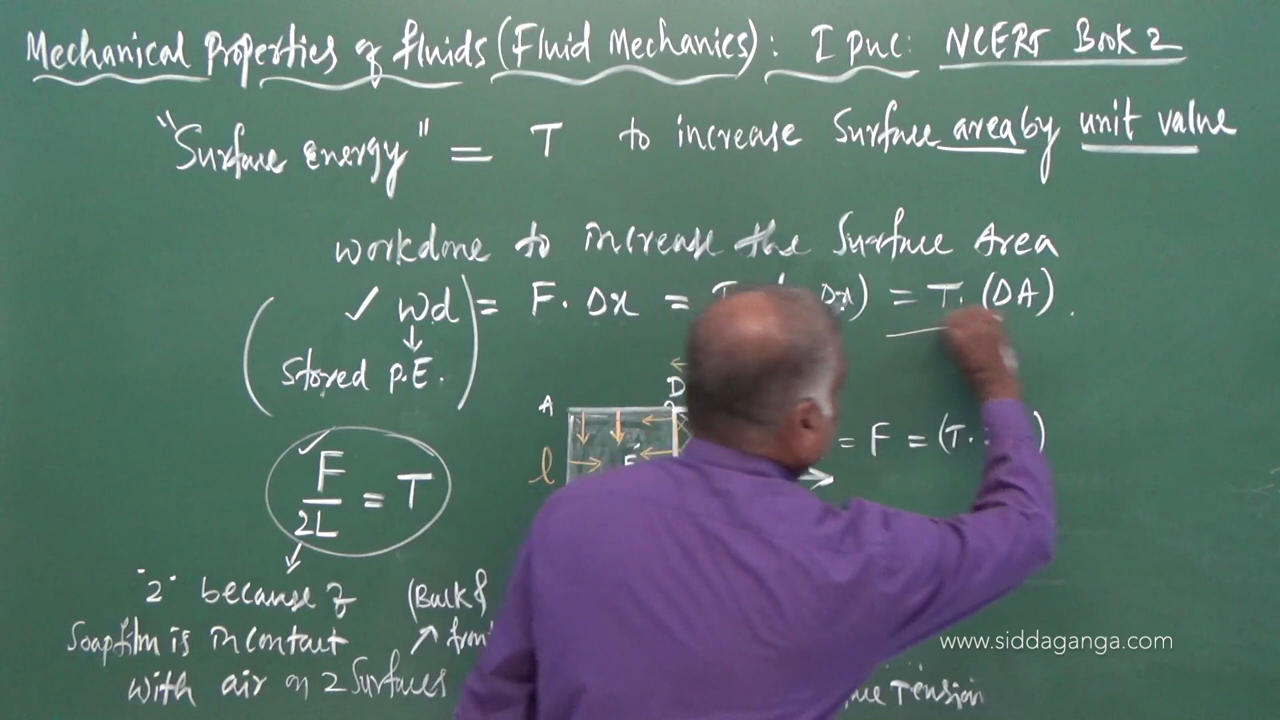 Mechanical Properties of fluids (Fluid Mechanics): I puc: NCERT Book 2
"Surface energy" = T to increase Surface area by unit value
workdone to increase the Surface Area
✓ Wd = F. Δx = Δx) = T. (ΔA).
↓
Stored P.E.
A D
l F = F = (T. )
✓ F/2L = T
"2" because of (Back &
Soap film is in contact
with air on 2 Surfaces Tension
www.siddaganga.com